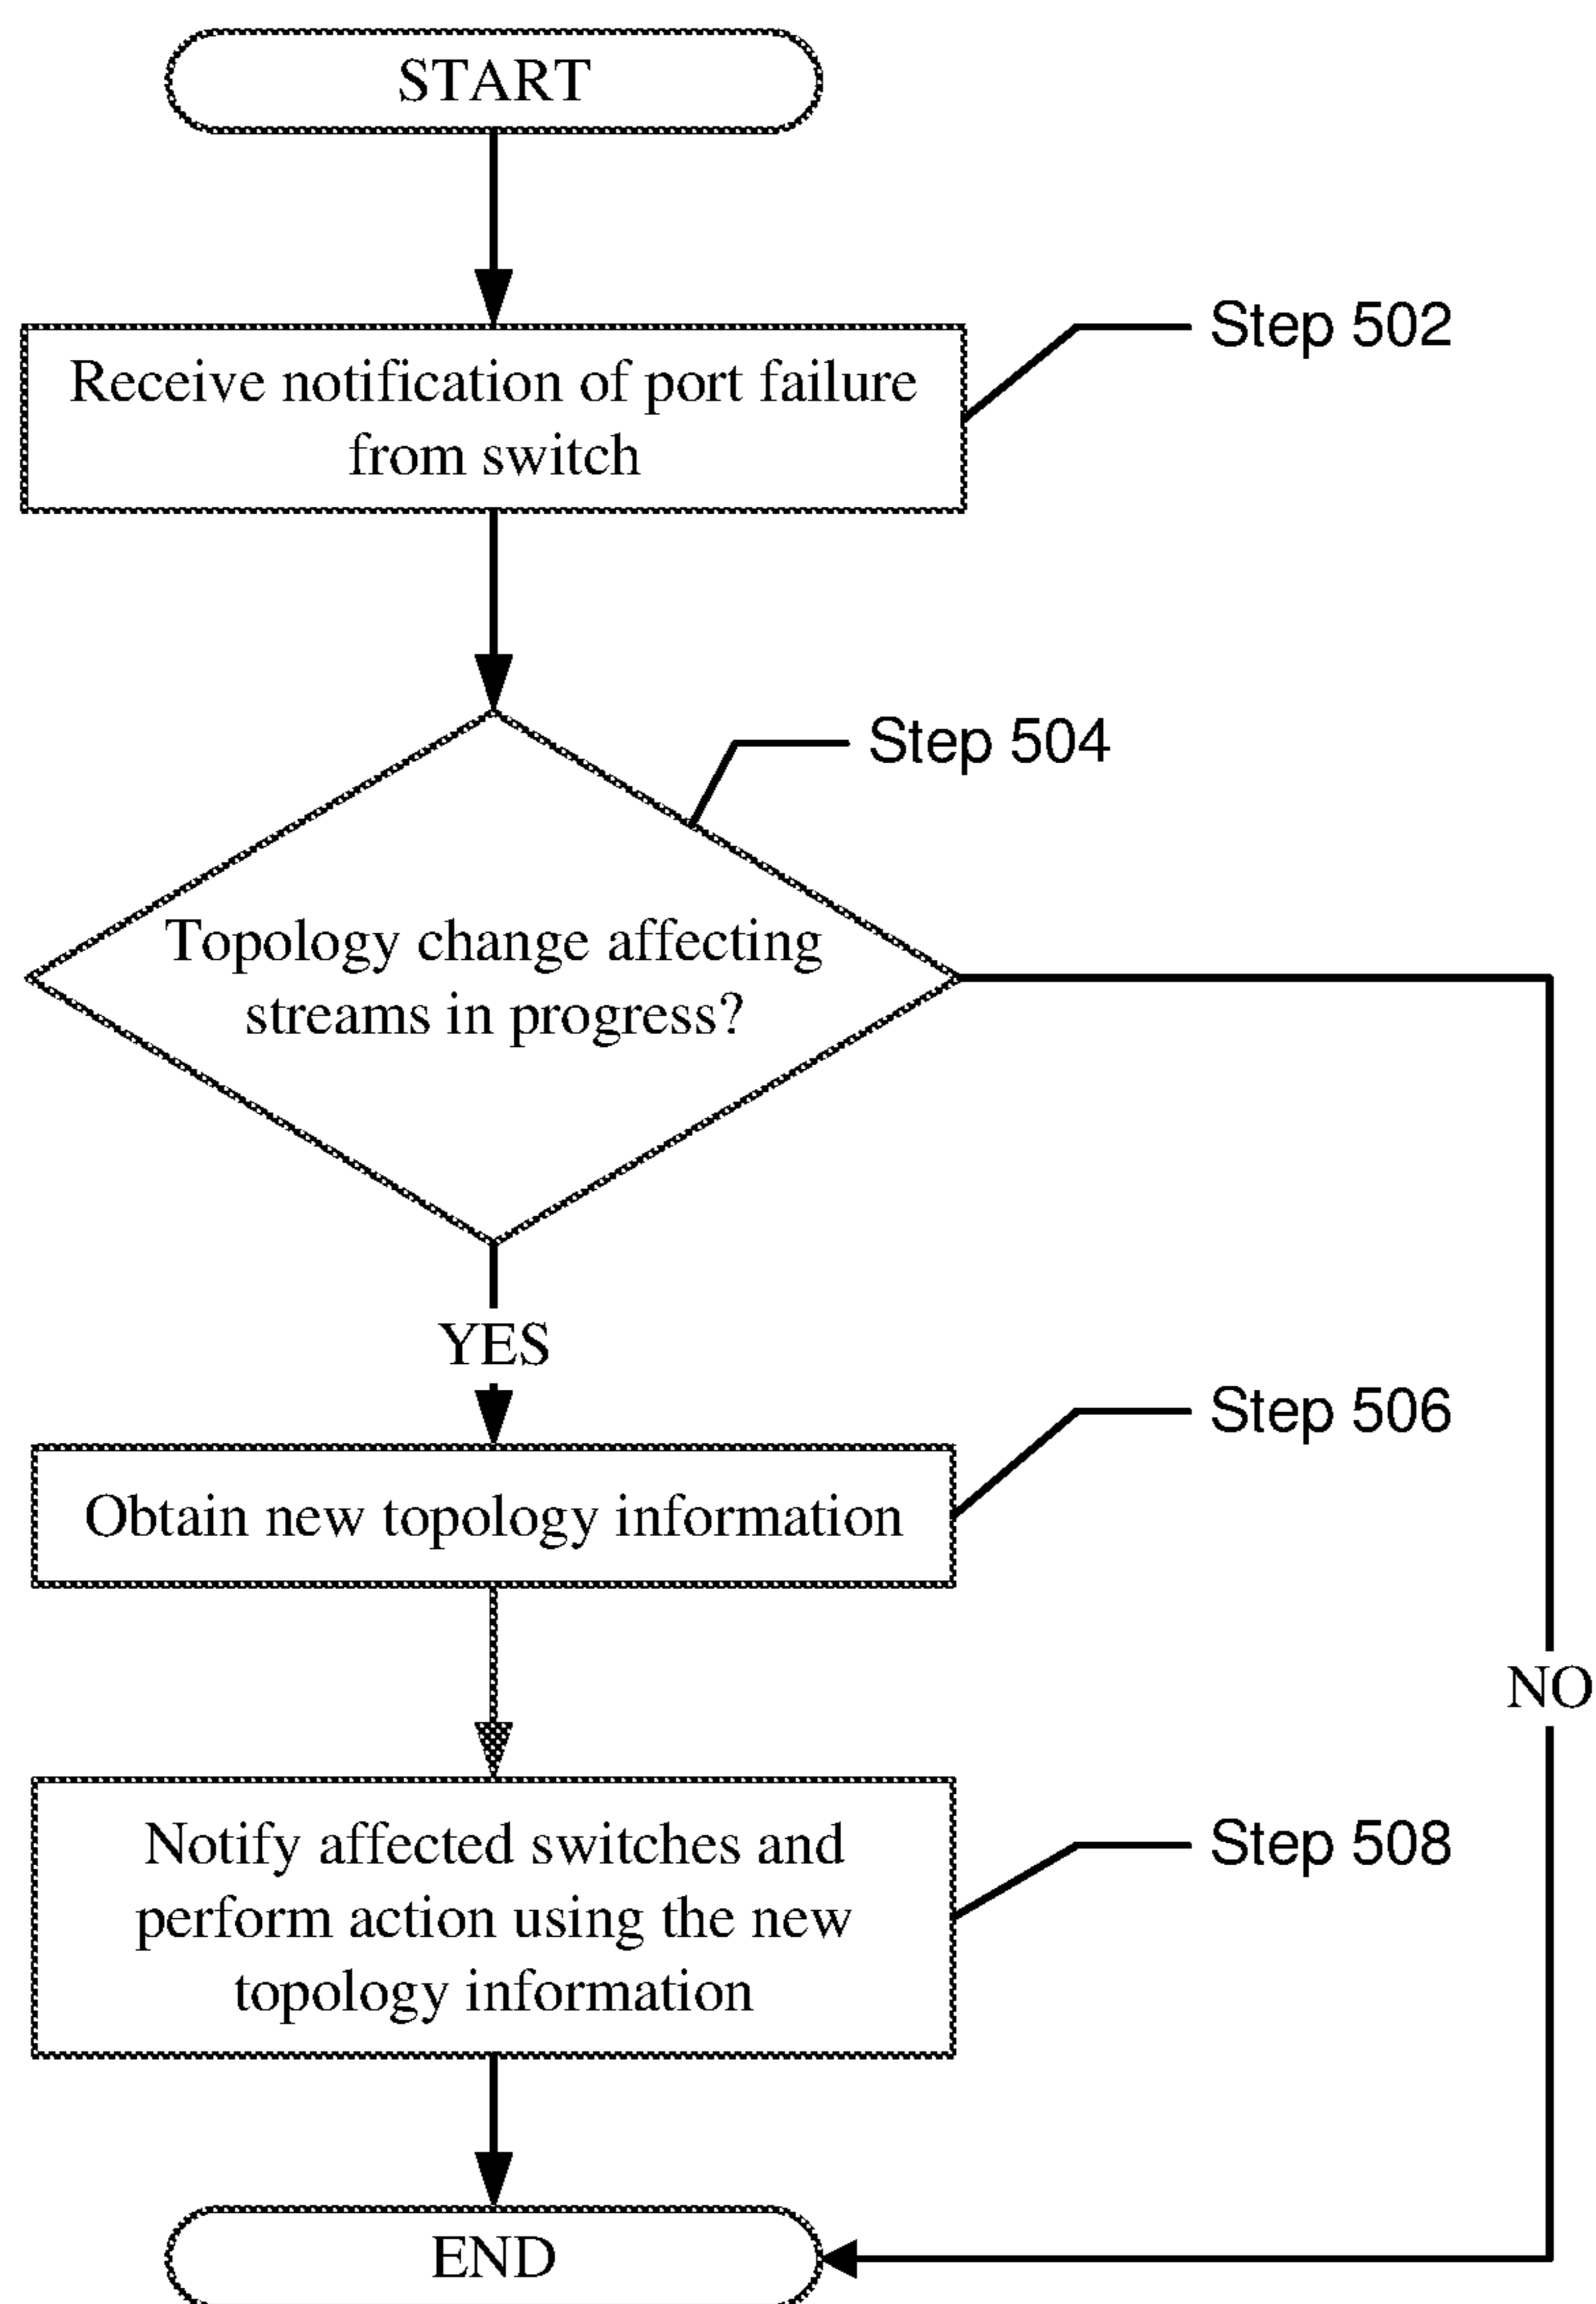 START
Receive notification of port failure
from switch
Step 502
Step 504
Topology change affecting
streams in progress?
YES
Step 506
Obtain new topology information
NO
Notify affected switches and
perform action using the new
topology information
Step 508
END